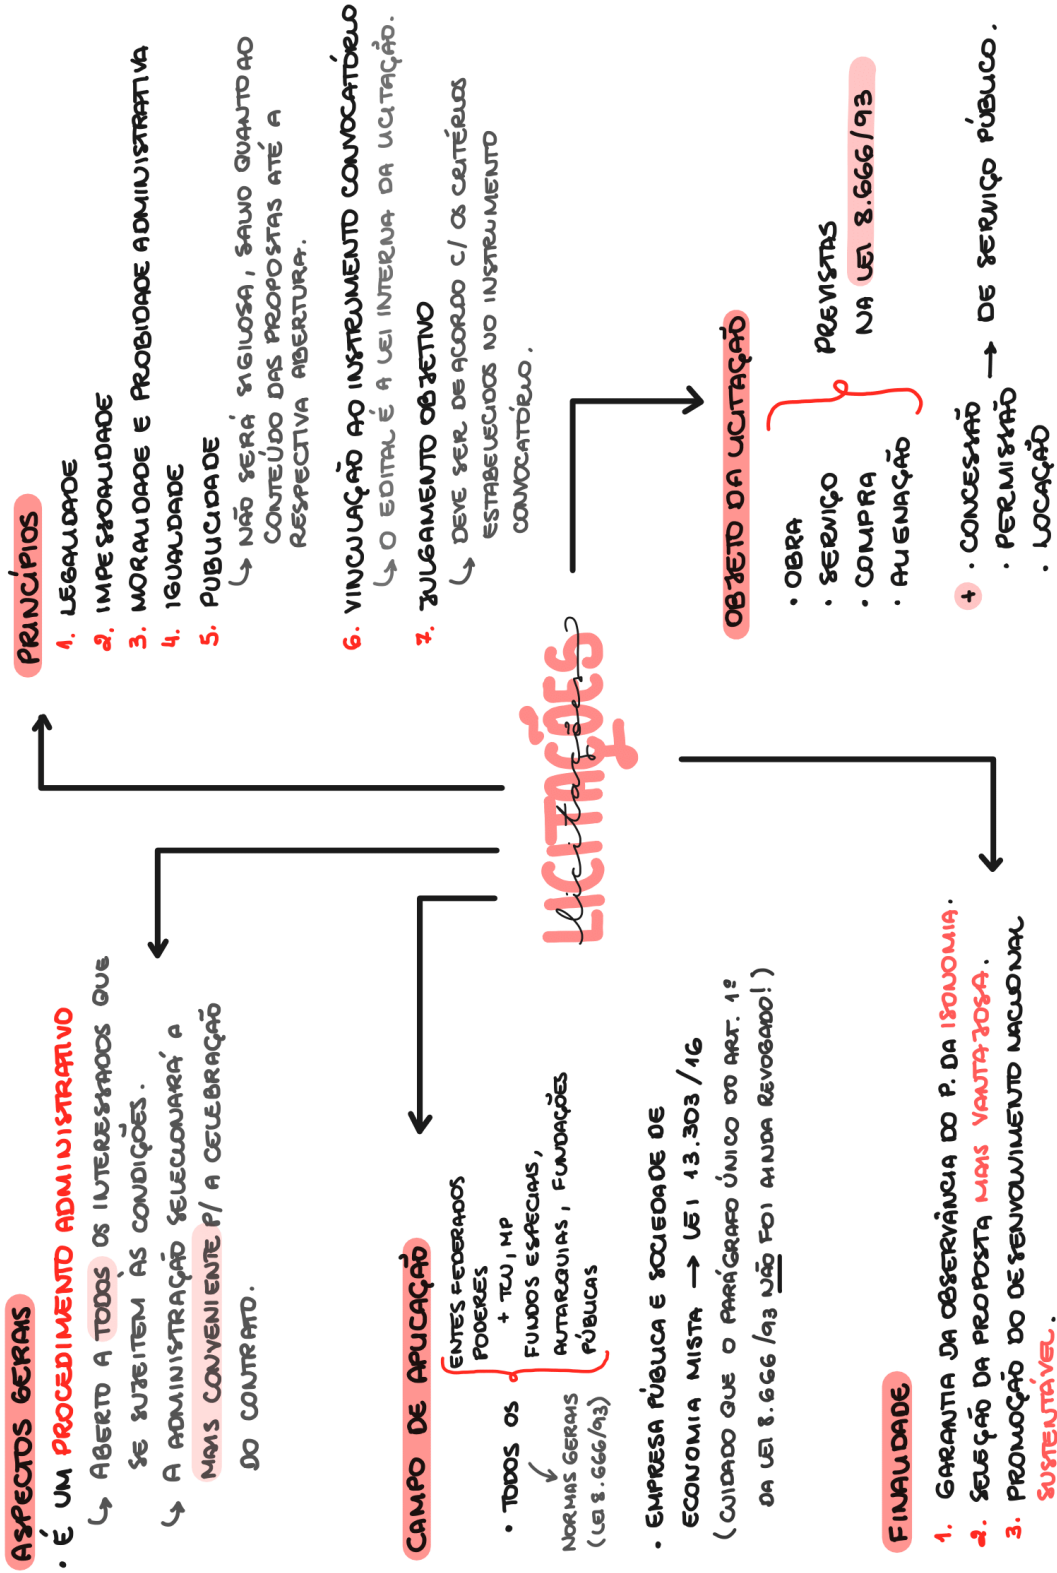 ASPECTOS GERAIS
• É UM PROCEDIMENTO ADMINISTRATIVO
↳ ABERTO A TODOS OS INTERESSADOS QUE
SE SUJEITEM ÀS CONDIÇÕES.
↳ A ADMINISTRAÇÃO SELECIONARÁ A
MAIS CONVENIENTE P/ A CELEBRAÇÃO
DO CONTRATO.
CAMPO DE APLICAÇÃO
• TODOS OS
ENTES FEDERADOS
PODERES
+ TCU, MP
FUNDOS ESPECIAIS,
AUTARQUIAS, FUNDAÇÕES
PÚBLICAS
NORMAS GERAIS
(LEI 8.666/93)
• EMPRESA PÚBLICA E SOCIEDADE DE
ECONOMIA MISTA → LEI 13.303/16
(CUIDADO QUE O PARÁGRAFO ÚNICO DO ART. 1º
DA LEI 8.666/93 NÃO FOI AINDA REVOGADO!)
FINALIDADE
1. GARANTIA DA OBSERVÂNCIA DO P. DA ISONOMIA.
2. SELEÇÃO DA PROPOSTA MAIS VANTAJOSA.
3. PROMOÇÃO DO DESENVOLVIMENTO NACIONAL
SUSTENTÁVEL.
LICITAÇÕES
Licitações
PRINCÍPIOS
1. LEGALIDADE
2. IMPESSOALIDADE
3. MORALIDADE E PROBIDADE ADMINISTRATIVA
4. IGUALDADE
5. PUBLICIDADE
↳ NÃO SERÁ SIGILOSA, SALVO QUANTO AO
CONTEÚDO DAS PROPOSTAS ATÉ A
RESPECTIVA ABERTURA.
6. VINCULAÇÃO AO INSTRUMENTO CONVOCATÓRIO
↳ O EDITAL É A LEI INTERNA DA LICITAÇÃO.
7. JULGAMENTO OBJETIVO
↳ DEVE SER DE ACORDO C/ OS CRITÉRIOS
ESTABELECIDOS NO INSTRUMENTO
CONVOCATÓRIO.
OBJETO DA LICITAÇÃO
• OBRA
• SERVIÇO
• COMPRA
• ALIENAÇÃO
PREVISTAS
NA LEI 8.666/93
+ • CONCESSÃO
• PERMISSÃO → DE SERVIÇO PÚBLICO.
• LOCAÇÃO